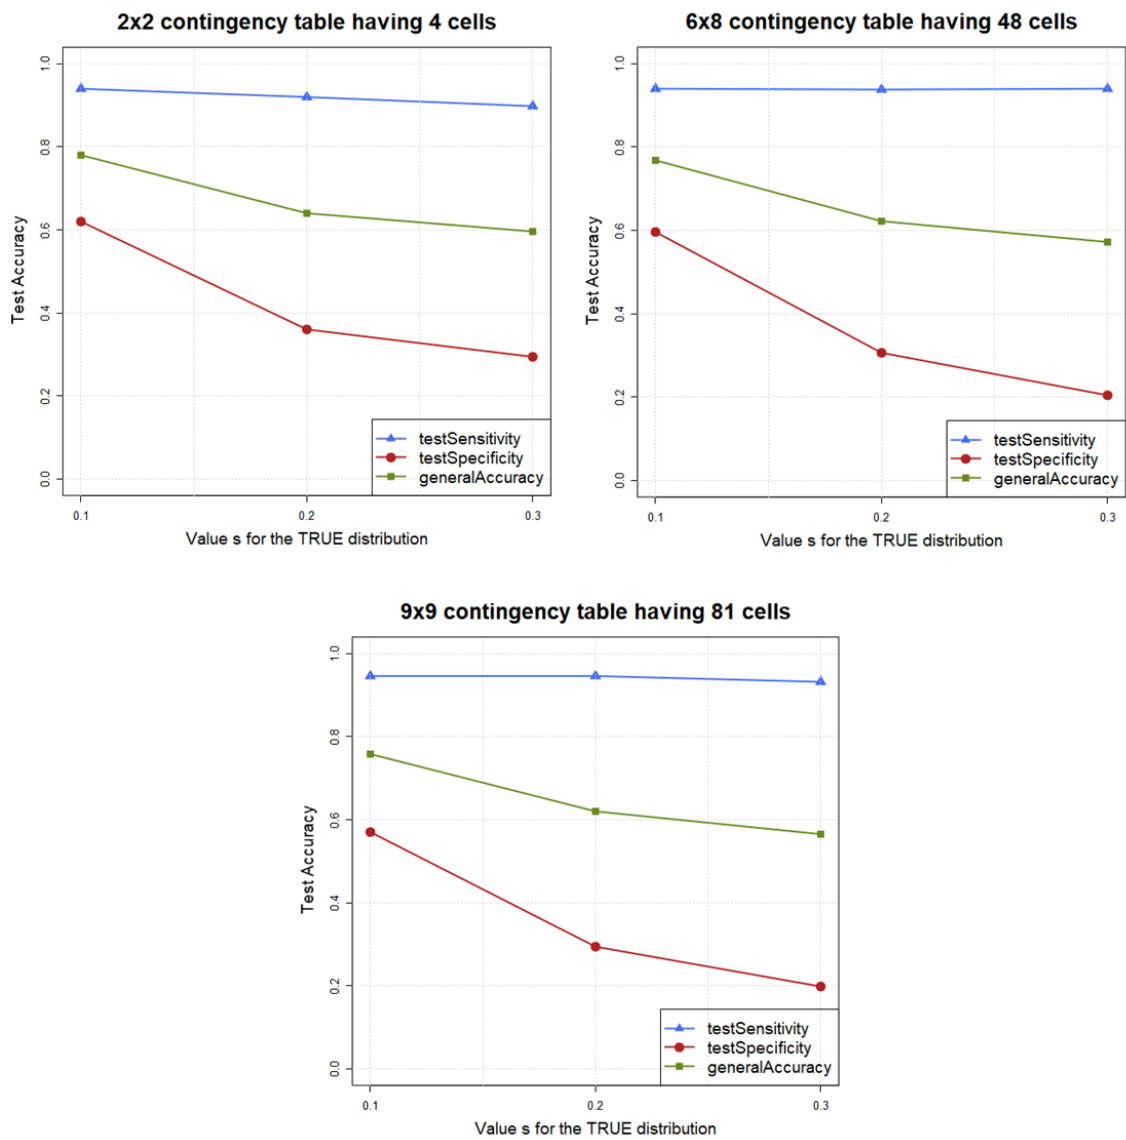 2x2 contingency table having 4 cells
Test Accuracy
1.0
0.8
0.6
0.4
0.2
0.0
testSensitivity
testSpecificity
generalAccuracy
0.1 0.2 0.3
Value s for the TRUE distribution
6x8 contingency table having 48 cells
Test Accuracy
1.0
0.8
0.6
0.4
0.2
0.0
testSensitivity
testSpecificity
generalAccuracy
0.1 0.2 0.3
Value s for the TRUE distribution
9x9 contingency table having 81 cells
Test Accuracy
1.0
0.8
0.6
0.4
0.2
0.0
testSensitivity
testSpecificity
generalAccuracy
0.1 0.2 0.3
Value s for the TRUE distribution